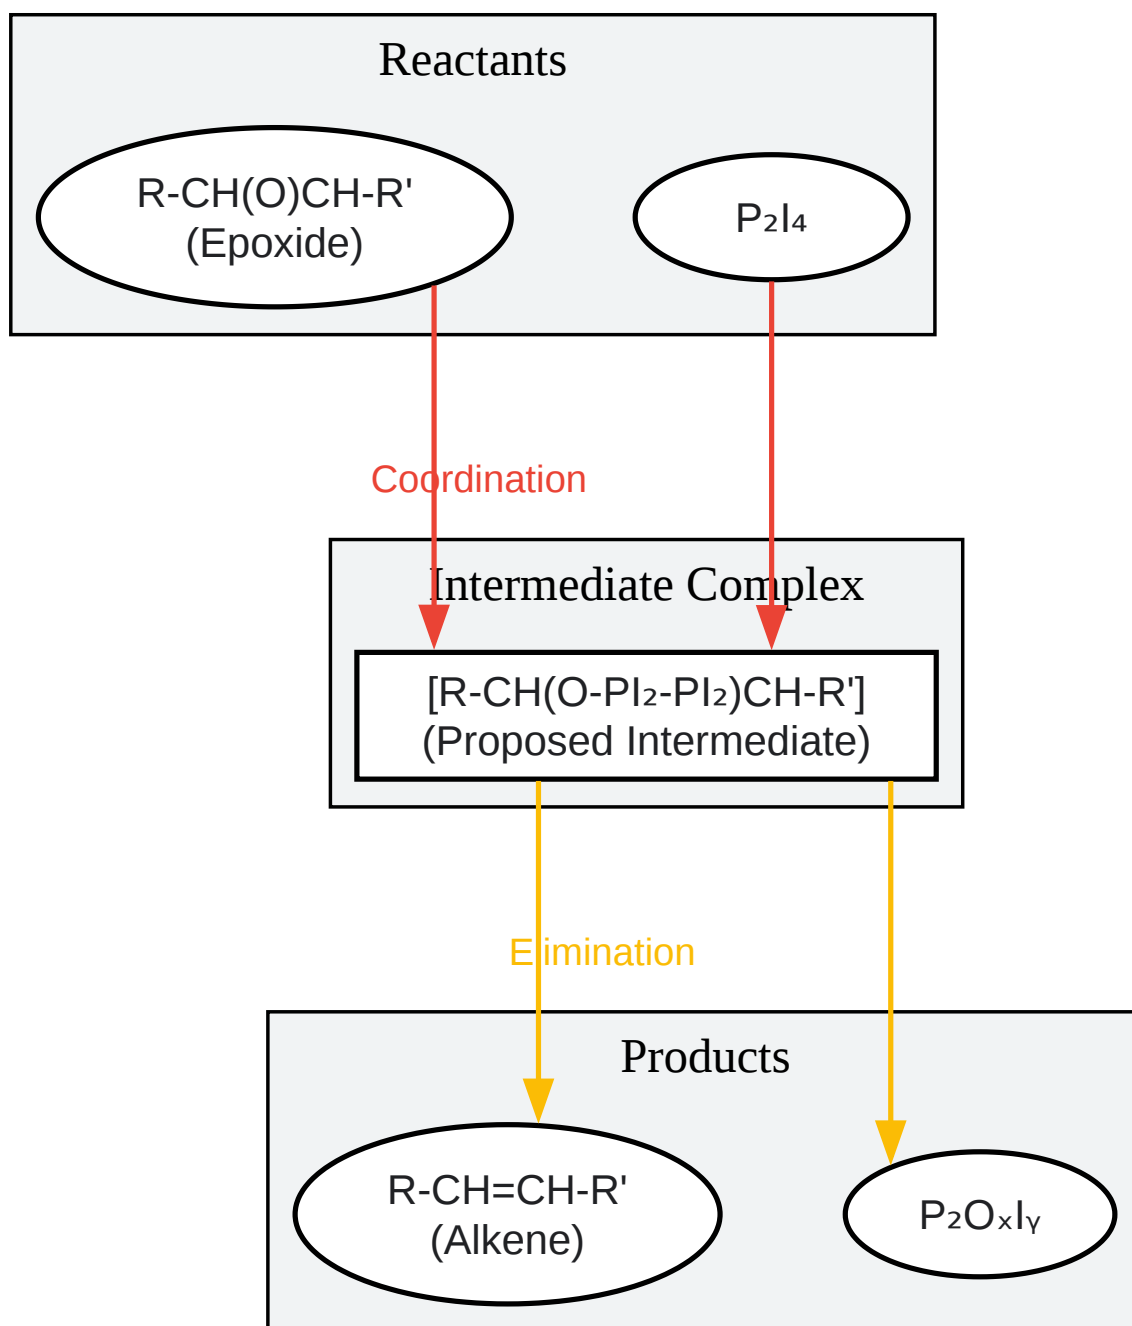 Reactants
R-CH(O)CH-R'
(Epoxide)
P₂I₄
Coordination
Intermediate Complex
[R-CH(O-PI₂-PI₂)CH-R']
(Proposed Intermediate)
Elimination
Products
R-CH=CH-R'
(Alkene)
P₂OₓIᵧ